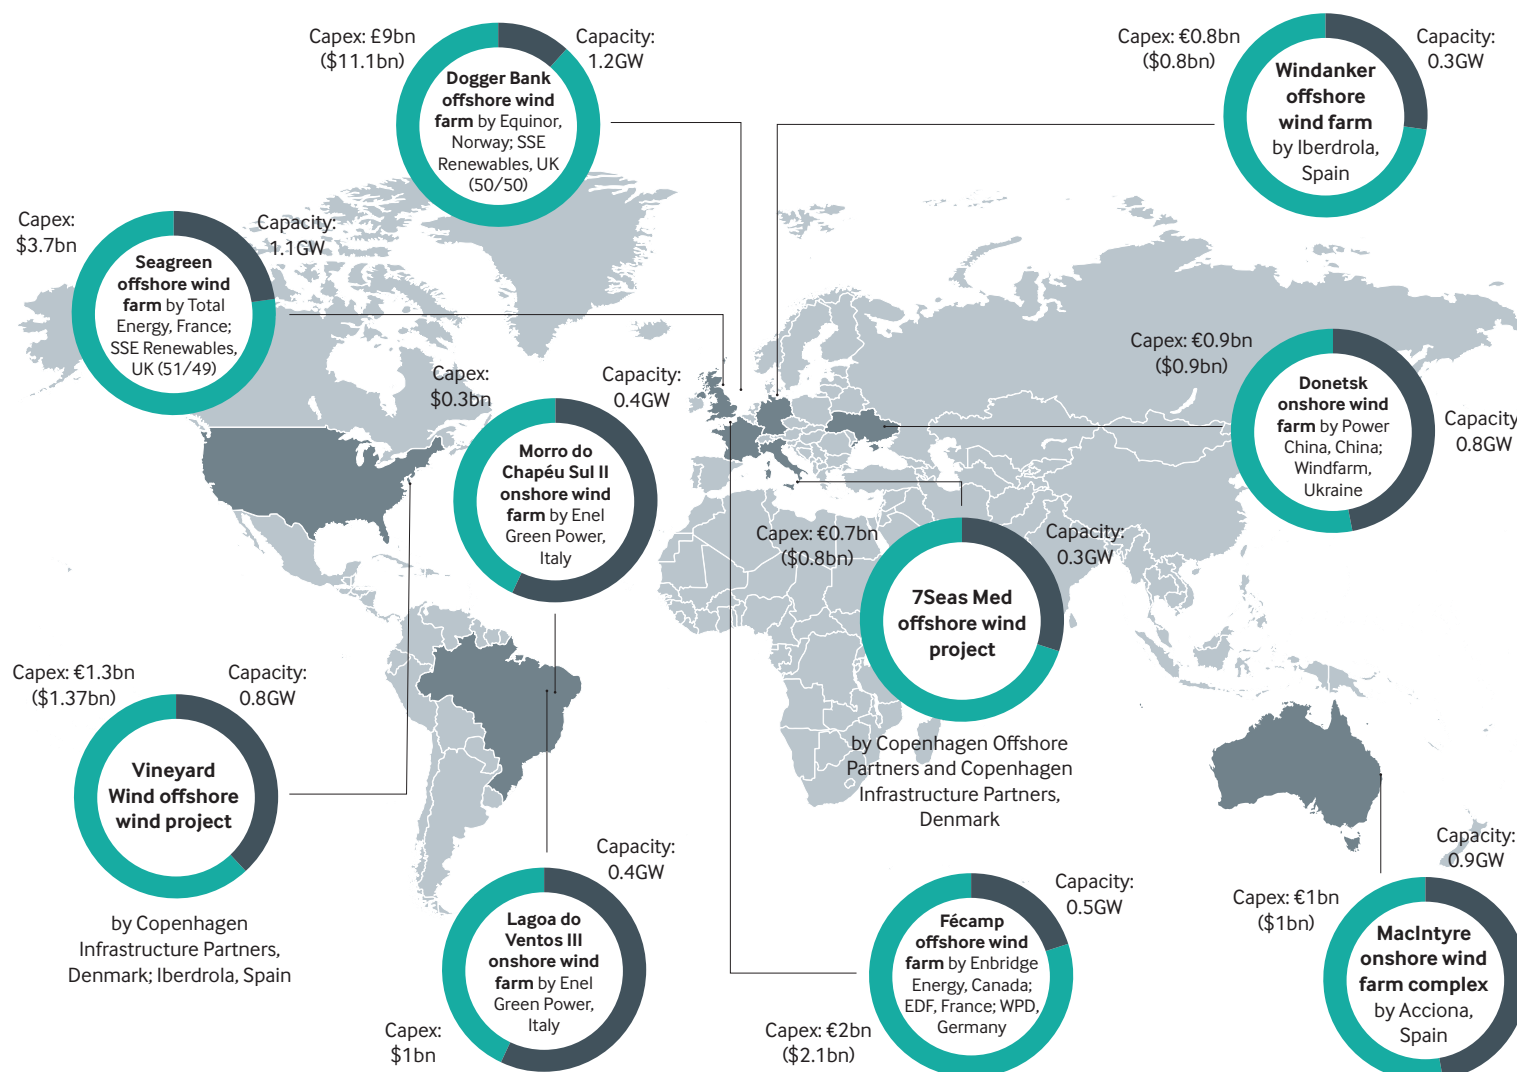 Capex: £9bn
($11.1bn)
Capacity:
1.2GW
Dogger Bank
offshore wind
farm by Equinor,
Norway; SSE
Renewables, UK
(50/50)
Capex: €0.8bn
($0.8bn)
Capacity:
0.3GW
Windanker
offshore
wind farm
by Iberdrola,
Spain
Capex:
$3.7bn
Capacity:
1.1GW
Seagreen
offshore wind
farm by Total
Energy, France;
SSE Renewables,
UK (51/49)
Capex: €0.9bn
($0.9bn)
Capacity
0.8GW
Donetsk
onshore wind
farm by Power
China, China;
Windfarm,
Ukraine
Capex:
$0.3bn
Capacity:
0.4GW
Morro do
Chapéu Sul II
onshore wind
farm by Enel
Green Power,
Italy
Capex: €0.7bn
($0.8bn)
Capacity:
0.3GW
7Seas Med
offshore wind
project
by Copenhagen Offshore
Partners and Copenhagen
Infrastructure Partners,
Denmark
Capex: €1.3bn
($1.37bn)
Capacity:
0.8GW
Vineyard
Wind offshore
wind project
by Copenhagen
Infrastructure Partners,
Denmark; Iberdrola, Spain
Capacity:
0.4GW
Lagoa do
Ventos III
onshore wind
farm by Enel
Green Power,
Italy
Capex:
$1bn
Capacity:
0.5GW
Fécamp
offshore wind
farm by Enbridge
Energy, Canada;
EDF, France; WPD,
Germany
Capex: €2bn
($2.1bn)
Capacity:
0.9GW
Capex: €1bn
($1bn)
MacIntyre
onshore wind
farm complex
by Acciona,
Spain